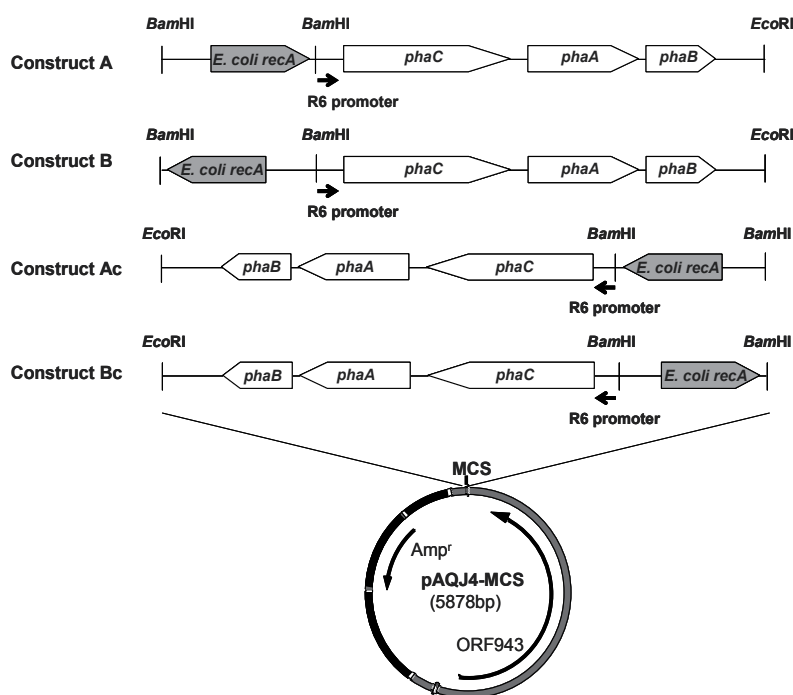 BamHI BamHI EcoRI
Construct A E. coli recA phaC phaA phaB
R6 promoter
BamHI BamHI EcoRI
Construct B E. coli recA phaC phaA phaB
R6 promoter
EcoRI BamHI BamHI
Construct Ac phaB phaA phaC E. coli recA
R6 promoter
EcoRI BamHI BamHI
Construct Bc phaB phaA phaC E. coli recA
R6 promoter
MCS
Ampʳ
pAQJ4-MCS
(5878bp)
ORF943